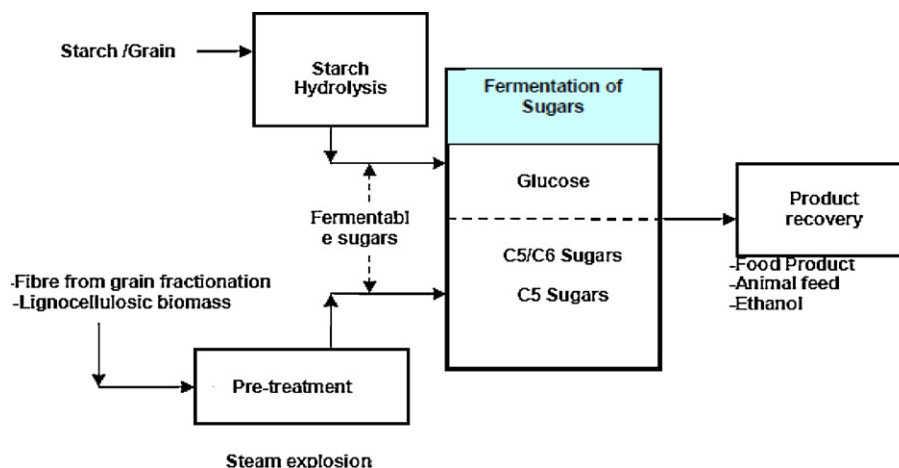 Starch /Grain
Starch
Hydrolysis
Fermentation of
Sugars
Glucose
Product
recovery
Fermentabl
e sugars
C5/C6 Sugars
C5 Sugars
-Food Product
-Animal feed
-Ethanol
-Fibre from grain fractionation
-Lignocellulosic biomass
Pre-treatment
Steam explosion